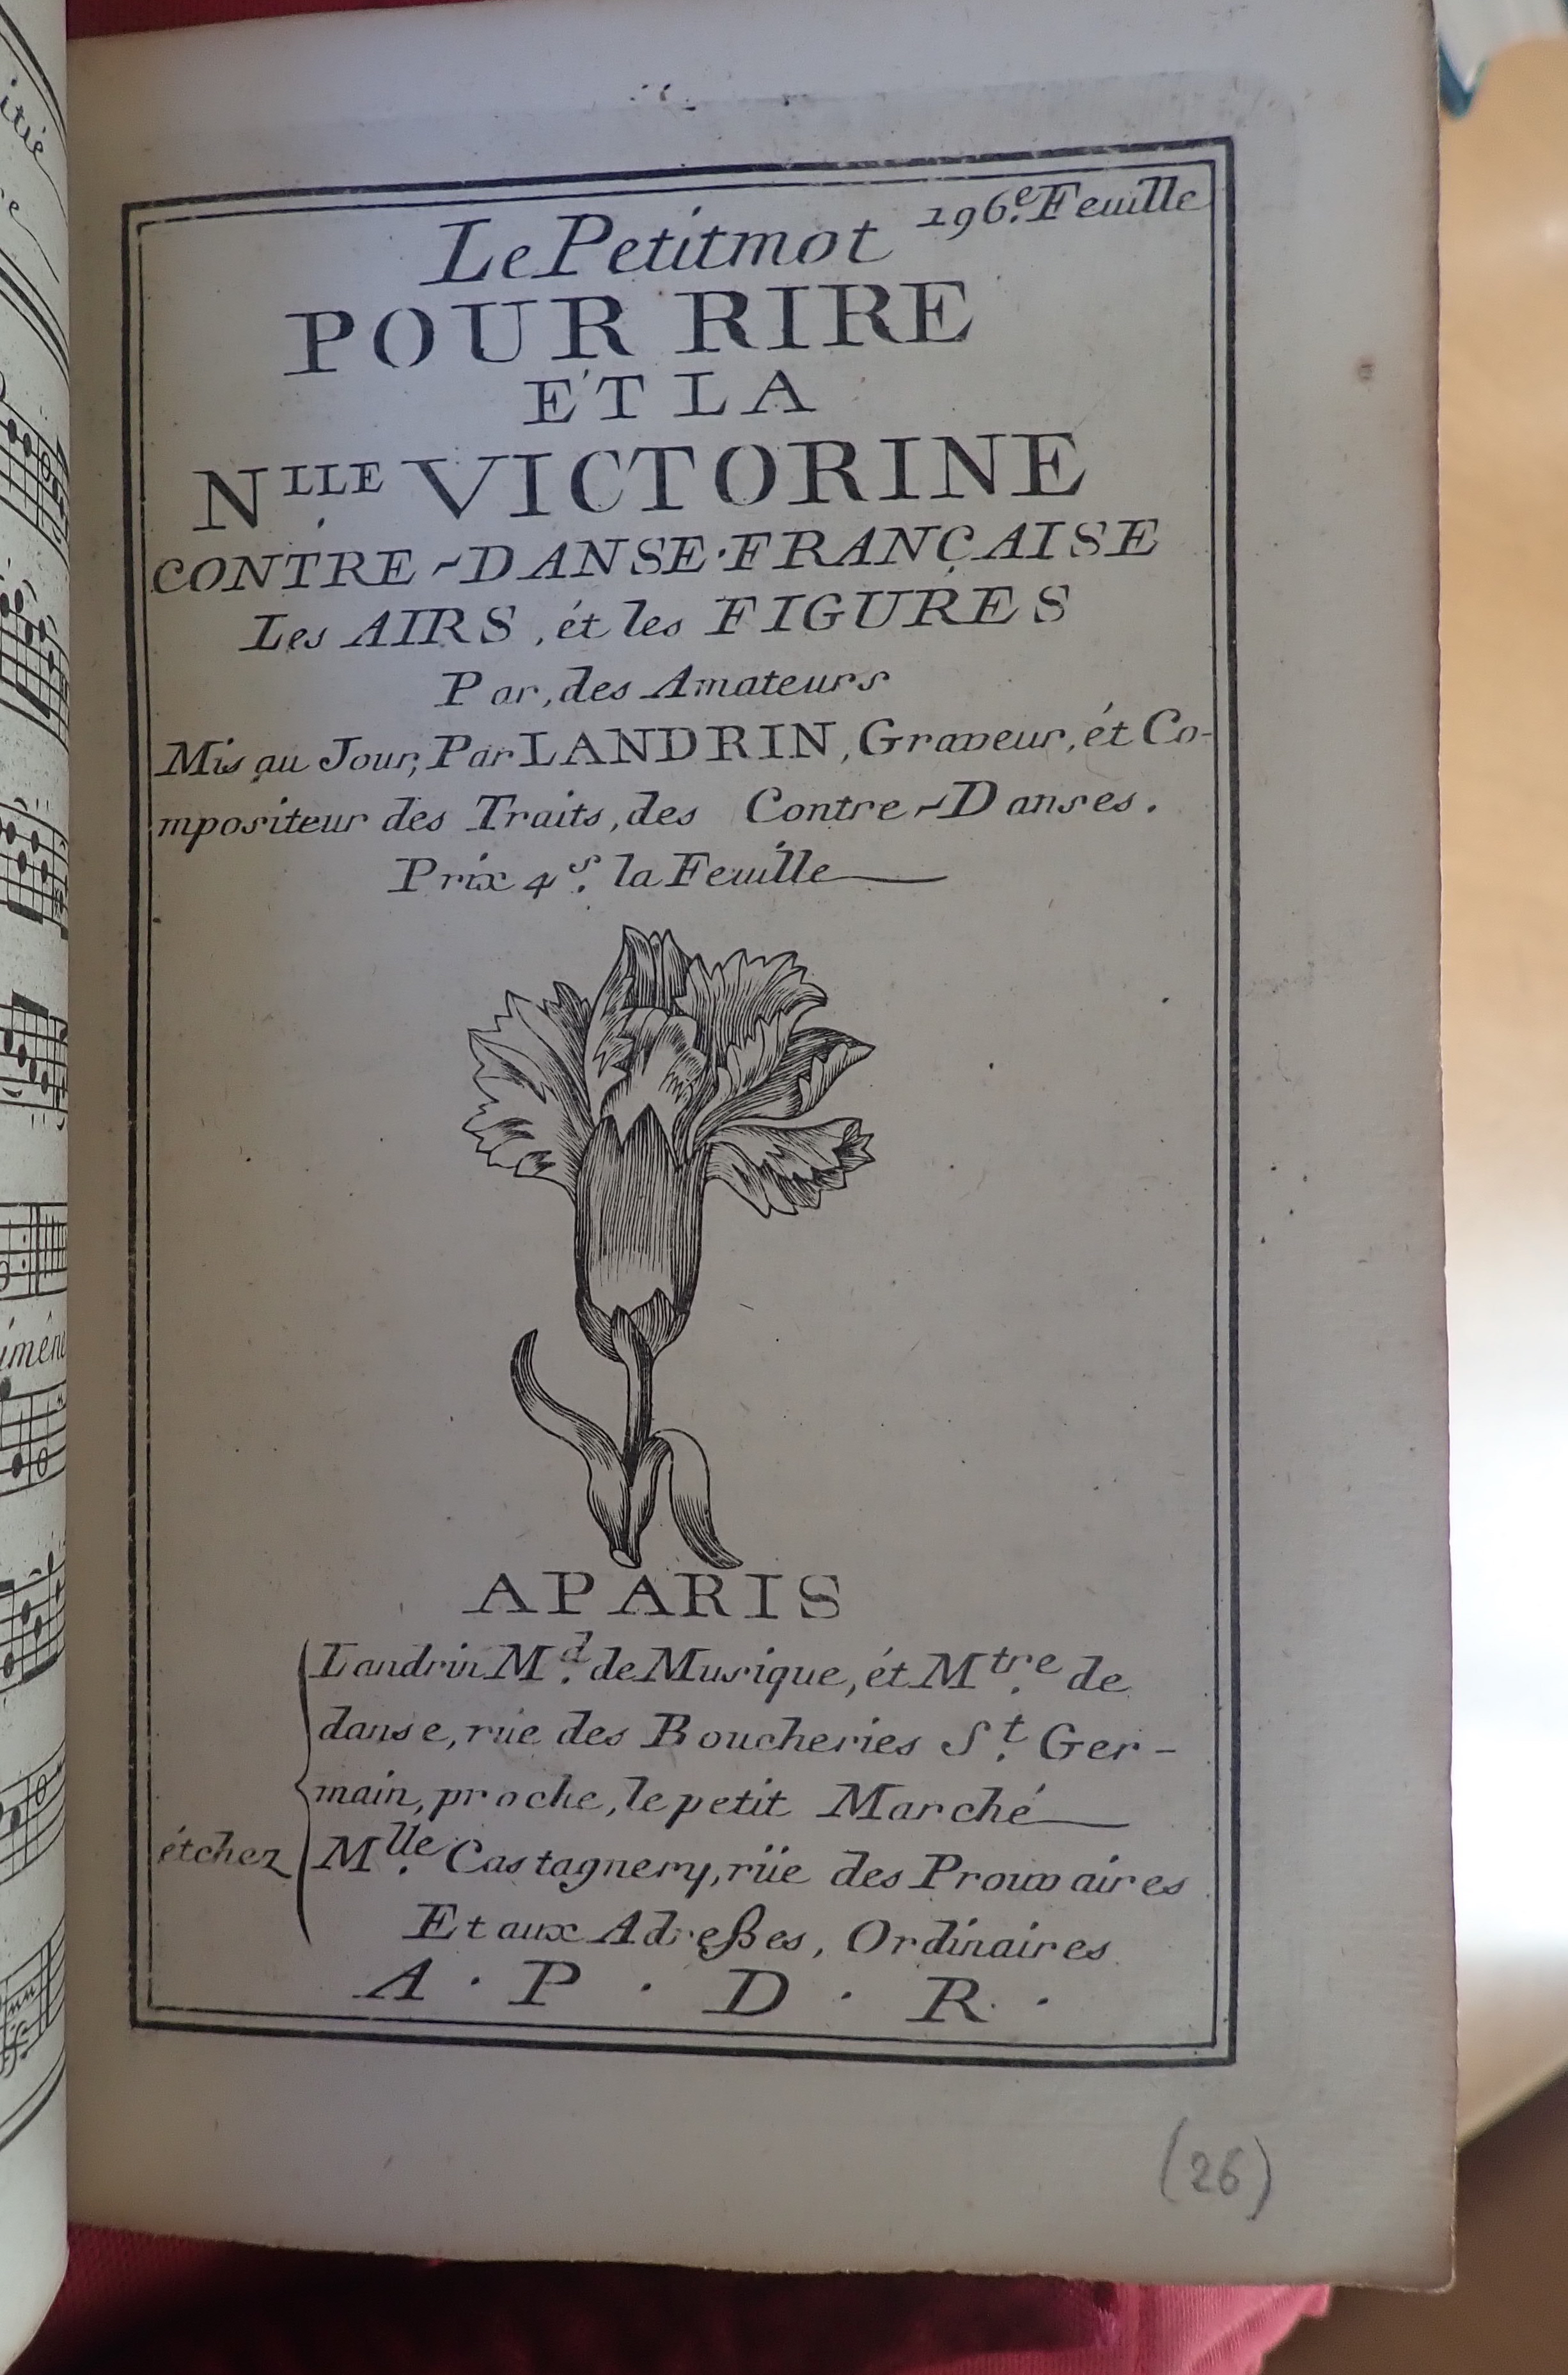 196.e Feuille
Le Petitmot
POUR RIRE
ÉT LA
NLLE VICTORINE
CONTRE-DANSE·FRANÇAISE
Les AIRS, ét les FIGURES
Par, des Amateurs
Mis au Jour, Par LANDRIN, Graveur, ét Co-
mpositeur des Traits, des Contre-Danses.
Prix 4.s la Feuille
A PARIS
Landrin M.d de Musique, ét M.tre de
danse, rüe des Boucheries S.t Ger-
main, proche, le petit Marché
étchez M.lle Castagnery, rüe des Prouvaires
Et aux Adreßes, Ordinaires
A · P · D · R ·
(26)